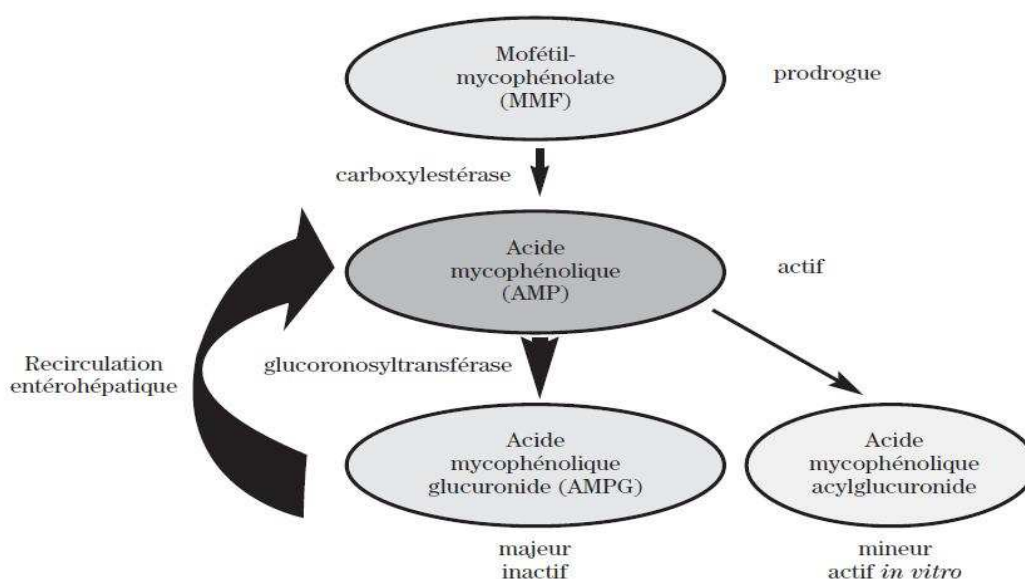 Mofétil-
mycophénolate
(MMF)
prodrogue
carboxylestérase
Acide
mycophénolique
(AMP)
actif
Recirculation
entérohépatique
glucoronosyltransférase
Acide
mycophénolique
glucuronide (AMPG)
Acide
mycophénolique
acylglucuronide
majeur
inactif
mineur
actif in vitro